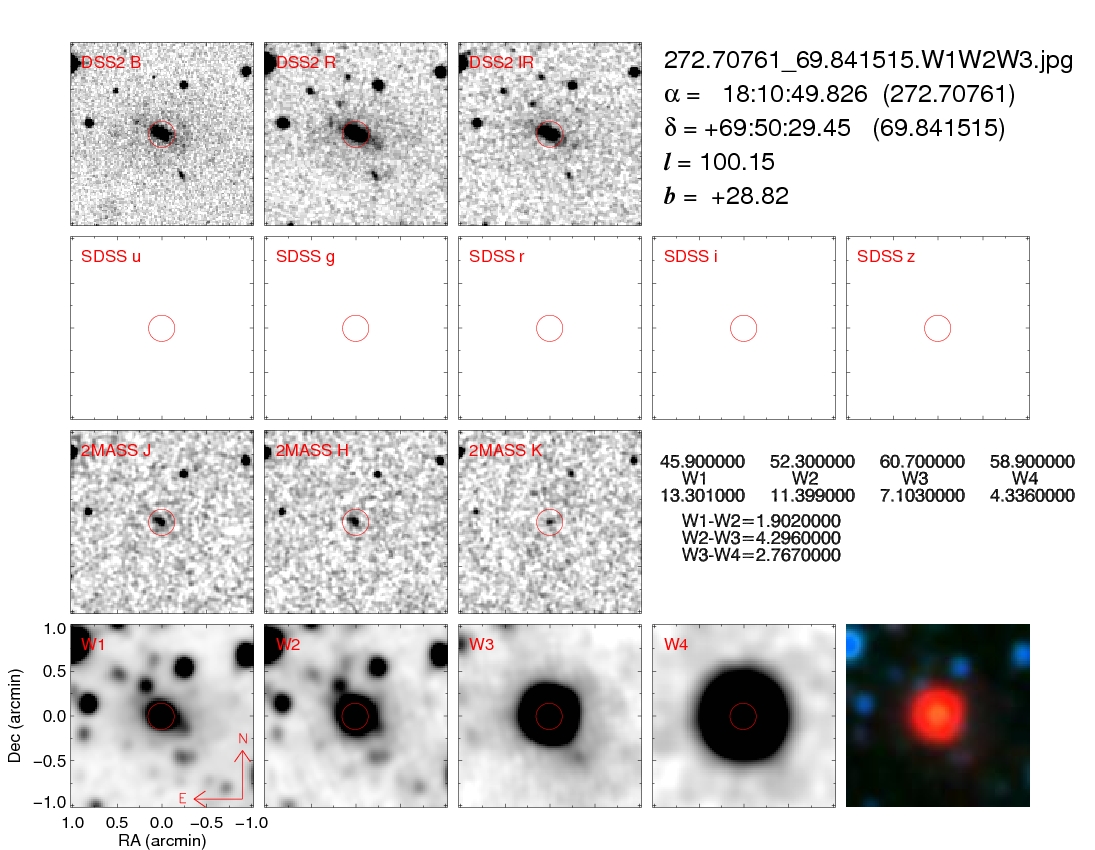 DSS2 B
DSS2 R
DSS2 IR
272.70761_69.841515.W1W2W3.jpg
α = 18:10:49.826 (272.70761)
δ = +69:50:29.45 (69.841515)
l = 100.15
b = +28.82
SDSS u
SDSS g
SDSS r
SDSS i
SDSS z
2MASS J
2MASS H
2MASS K
45.900000 52.300000 60.700000 58.900000
W1 W2 W3 W4
13.301000 11.399000 7.1030000 4.3360000
W1-W2=1.9020000
W2-W3=4.2960000
W3-W4=2.7670000
W1
W2
W3
W4
N
E
1.0
0.5
0.0
−0.5
−1.0
Dec (arcmin)
1.0 0.5 0.0 −0.5 −1.0
RA (arcmin)